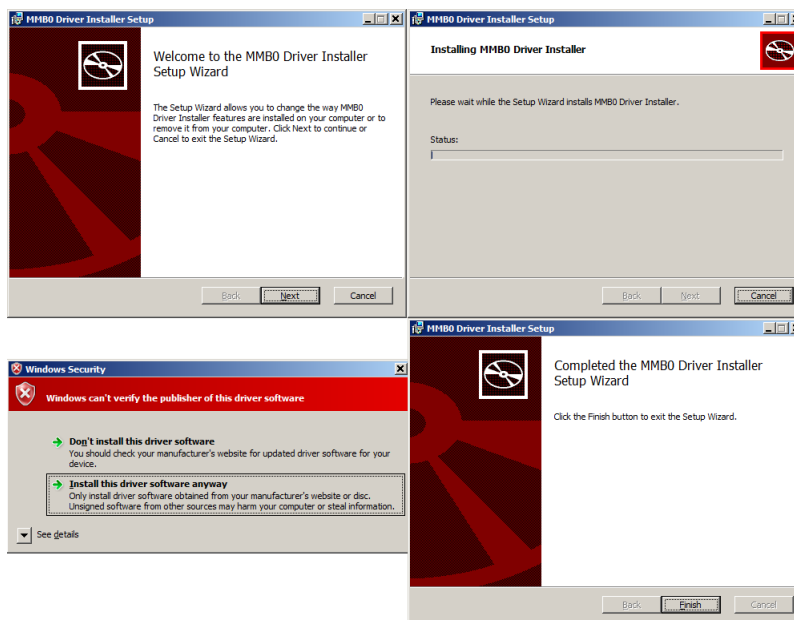 MMB0 Driver Installer Setup
Welcome to the MMB0 Driver Installer
Setup Wizard
The Setup Wizard allows you to change the way MMB0
Driver Installer features are installed on your computer or to
remove it from your computer. Click Next to continue or
Cancel to exit the Setup Wizard.
Back Next Cancel
MMB0 Driver Installer Setup
Installing MMB0 Driver Installer
Please wait while the Setup Wizard installs MMB0 Driver Installer.
Status:
Back Next Cancel
Windows Security
Windows can't verify the publisher of this driver software
Don't install this driver software
You should check your manufacturer's website for updated driver software for your
device.
Install this driver software anyway
Only install driver software obtained from your manufacturer's website or disc.
Unsigned software from other sources may harm your computer or steal information.
See details
MMB0 Driver Installer Setup
Completed the MMB0 Driver Installer
Setup Wizard
Click the Finish button to exit the Setup Wizard.
Back Finish Cancel